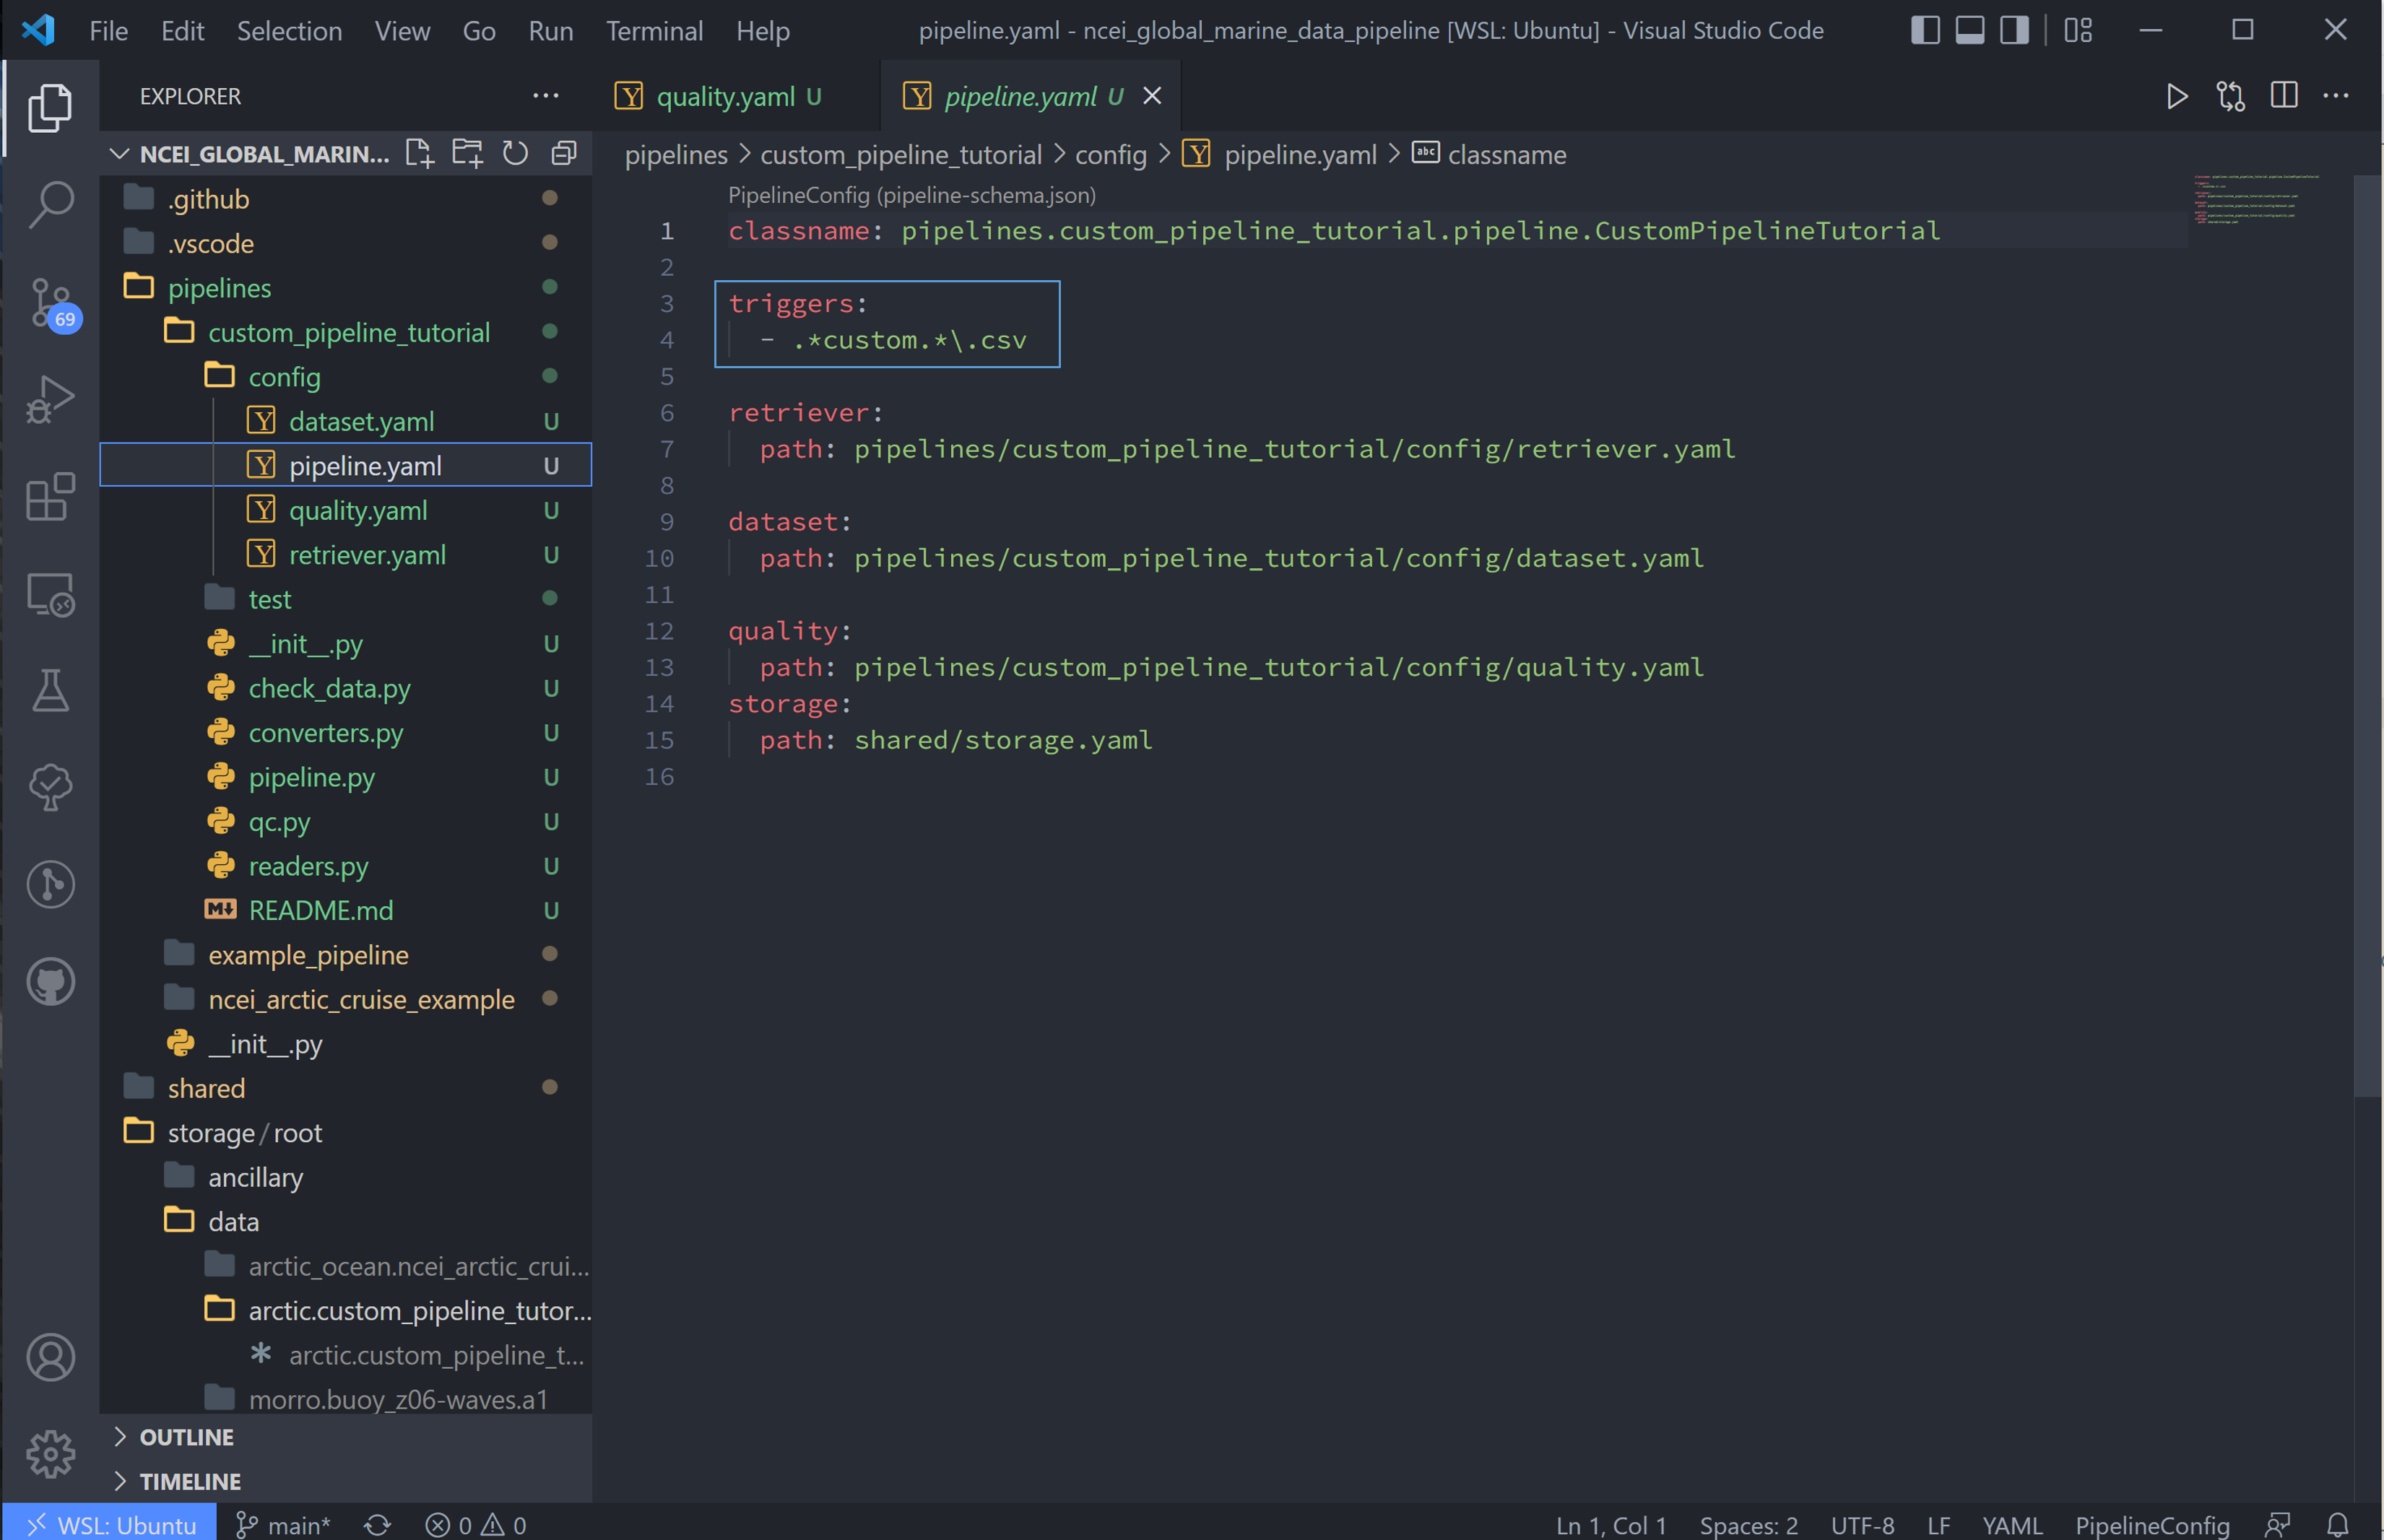 File Edit Selection View Go Run Terminal Help pipeline.yaml - ncei_global_marine_data_pipeline [WSL: Ubuntu] - Visual Studio Code
EXPLORER
quality.yaml U
pipeline.yaml U
NCEI_GLOBAL_MARIN...
pipelines > custom_pipeline_tutorial > config > pipeline.yaml > abc classname
.github
.vscode
pipelines
69
custom_pipeline_tutorial
config
dataset.yaml U
pipeline.yaml U
quality.yaml U
retriever.yaml U
test
__init__.py U
check_data.py U
converters.py U
pipeline.py U
qc.py U
readers.py U
README.md U
example_pipeline
ncei_arctic_cruise_example
__init__.py
shared
storage/root
ancillary
data
arctic_ocean.ncei_arctic_crui...
arctic.custom_pipeline_tutor...
arctic.custom_pipeline_t...
morro.buoy_z06-waves.a1
OUTLINE
TIMELINE
PipelineConfig (pipeline-schema.json)
1 classname: pipelines.custom_pipeline_tutorial.pipeline.CustomPipelineTutorial
2
3 triggers:
4 - .*custom.*\.csv
5
6 retriever:
7 path: pipelines/custom_pipeline_tutorial/config/retriever.yaml
8
9 dataset:
10 path: pipelines/custom_pipeline_tutorial/config/dataset.yaml
11
12 quality:
13 path: pipelines/custom_pipeline_tutorial/config/quality.yaml
14 storage:
15 path: shared/storage.yaml
16
WSL: Ubuntu main* 0 0 Ln 1, Col 1 Spaces: 2 UTF-8 LF YAML PipelineConfig